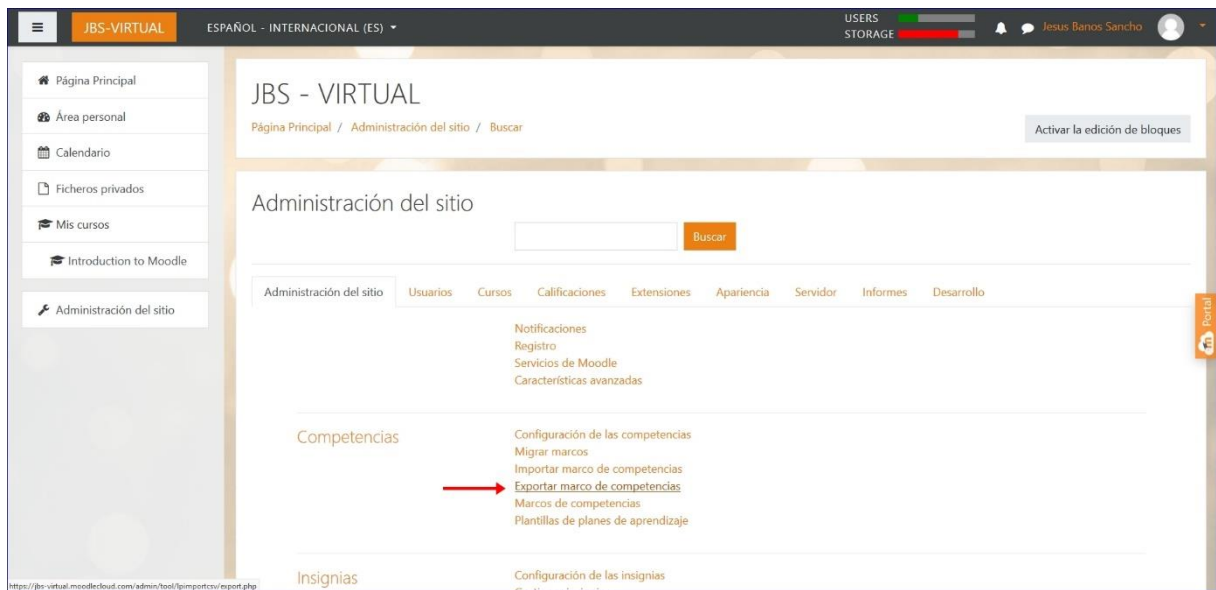 JBS-VIRTUAL
ESPAÑOL - INTERNACIONAL (ES)
USERS
STORAGE
Jesus Banos Sancho
Página Principal
Área personal
Calendario
Ficheros privados
Mis cursos
Introduction to Moodle
Administración del sitio
JBS - VIRTUAL
Página Principal / Administración del sitio / Buscar
Activar la edición de bloques
Administración del sitio
Buscar
Administración del sitio Usuarios Cursos Calificaciones Extensiones Apariencia Servidor Informes Desarrollo
Notificaciones
Registro
Servicios de Moodle
Características avanzadas
Competencias
Configuración de las competencias
Migrar marcos
Importar marco de competencias
Exportar marco de competencias
Marcos de competencias
Plantillas de planes de aprendizaje
Insignias
Configuración de las insignias
Portal
https://jbs-virtual.moodlecloud.com/admin/tool/lpimportcsv/export.php